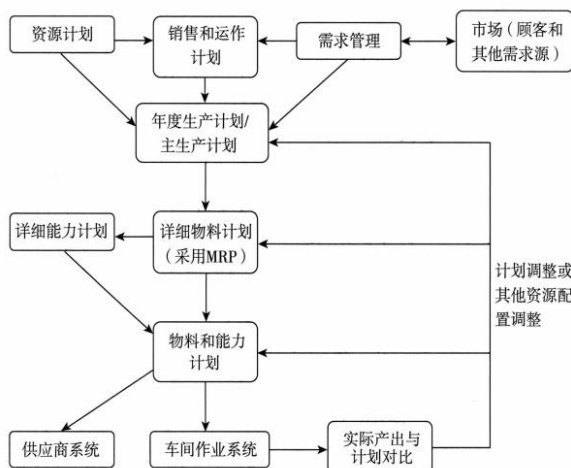 资源计划
销售和运作
计划
需求管理
市场（顾客和
其他需求源）
年度生产计划/
主生产计划
详细能力计划
详细物料计划
（采用MRP）
计划调整或
其他资源配
置调整
物料和能力
计划
供应商系统
车间作业系统
实际产出与
计划对比